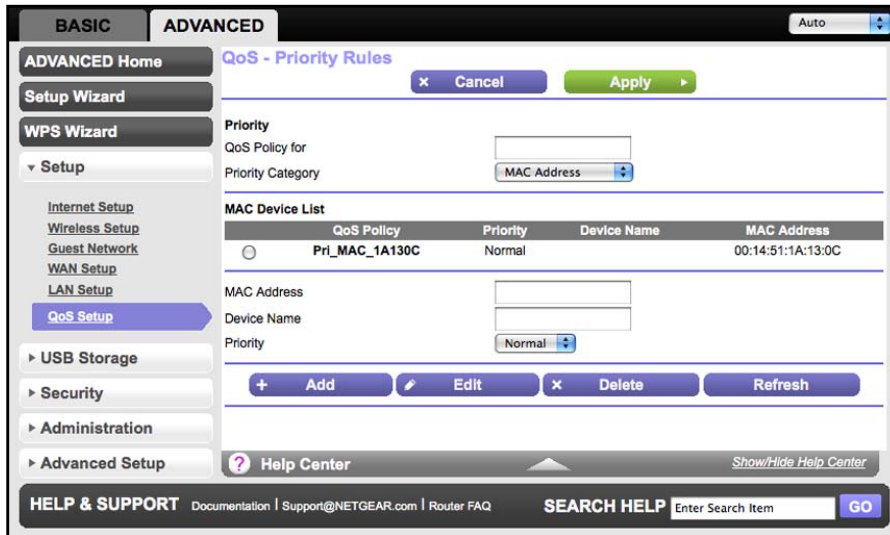 BASIC
ADVANCED
Auto
ADVANCED Home
Setup Wizard
WPS Wizard
Setup
Internet Setup
Wireless Setup
Guest Network
WAN Setup
LAN Setup
QoS Setup
USB Storage
Security
Administration
Advanced Setup
QoS - Priority Rules
Cancel
Apply
Priority
QoS Policy for
Priority Category MAC Address
MAC Device List
QoS Policy Priority Device Name MAC Address
Pri_MAC_1A130C Normal 00:14:51:1A:13:0C
MAC Address
Device Name
Priority Normal
Add Edit Delete Refresh
? Help Center Show/Hide Help Center
HELP & SUPPORT Documentation | Support@NETGEAR.com | Router FAQ SEARCH HELP Enter Search Item GO